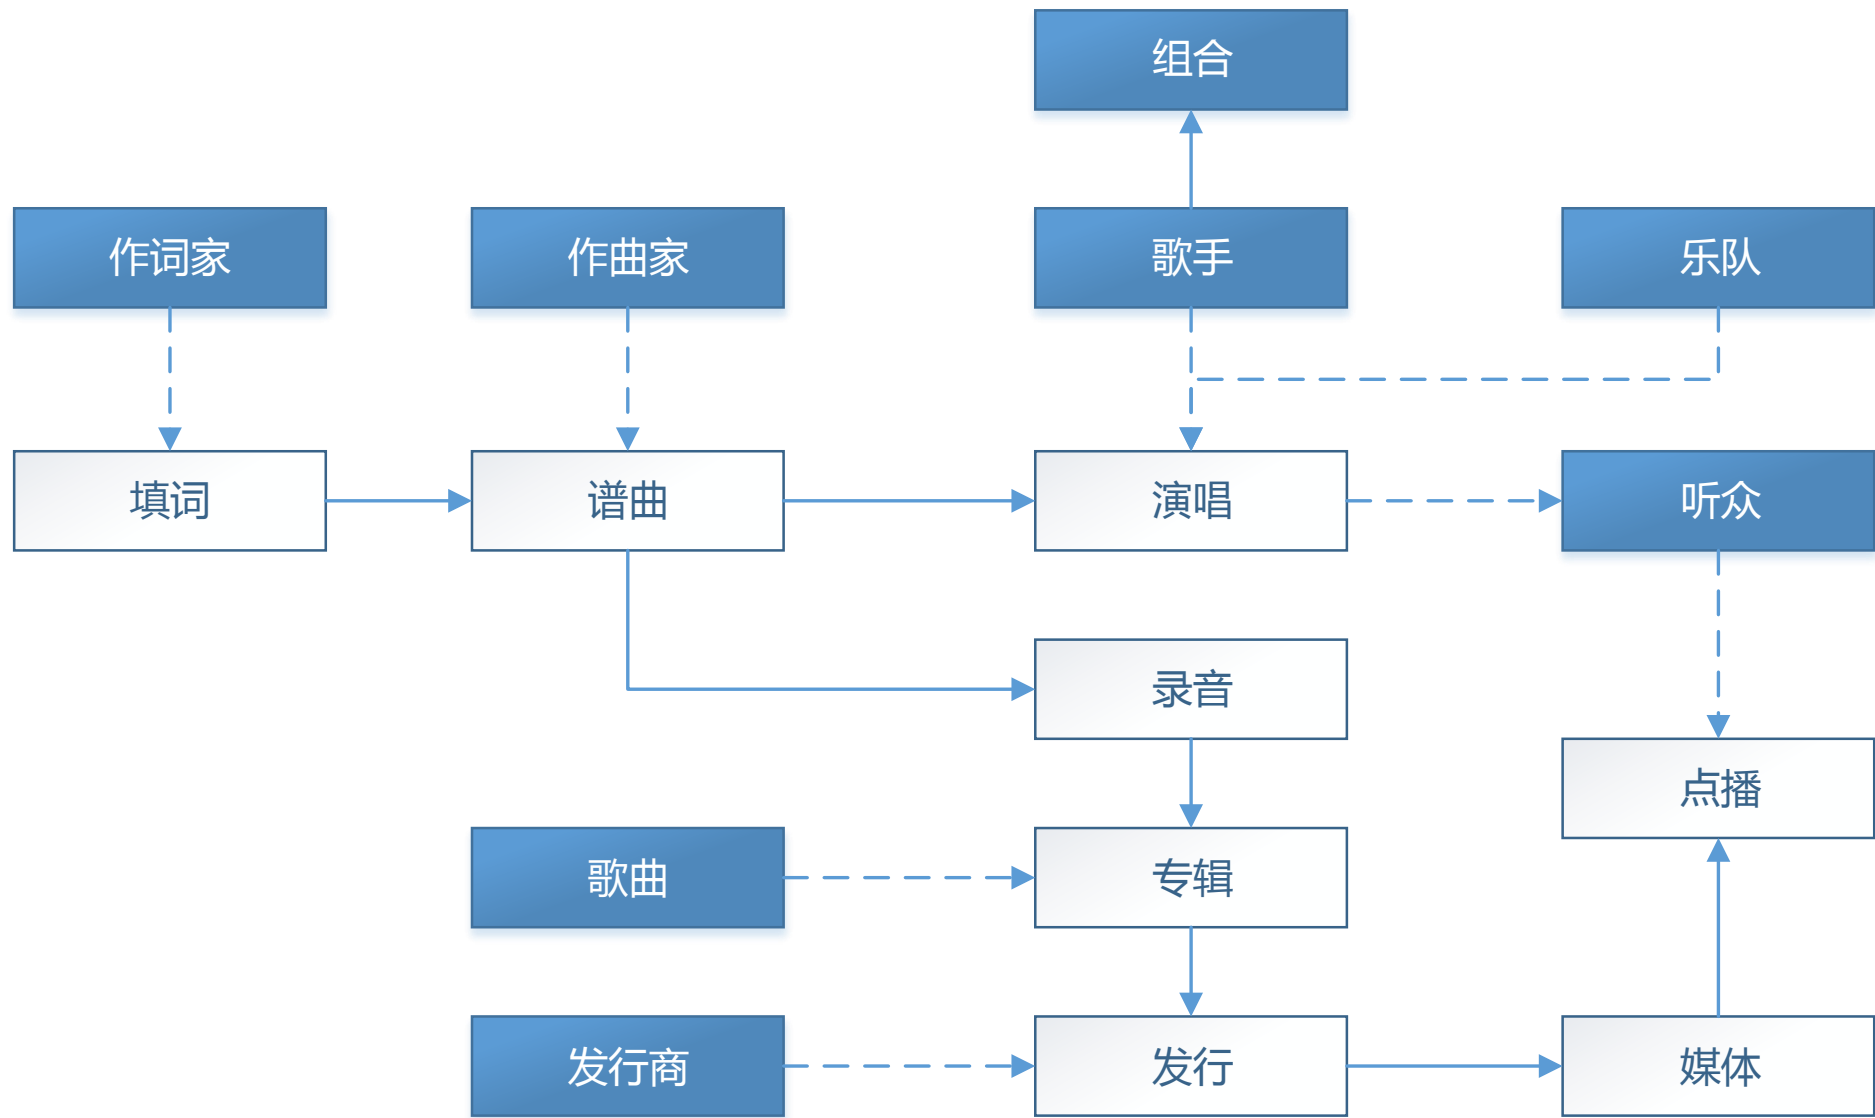 组合
作词家
作曲家
歌手
乐队
填词
谱曲
演唱
听众
录音
点播
歌曲
专辑
发行商
发行
媒体